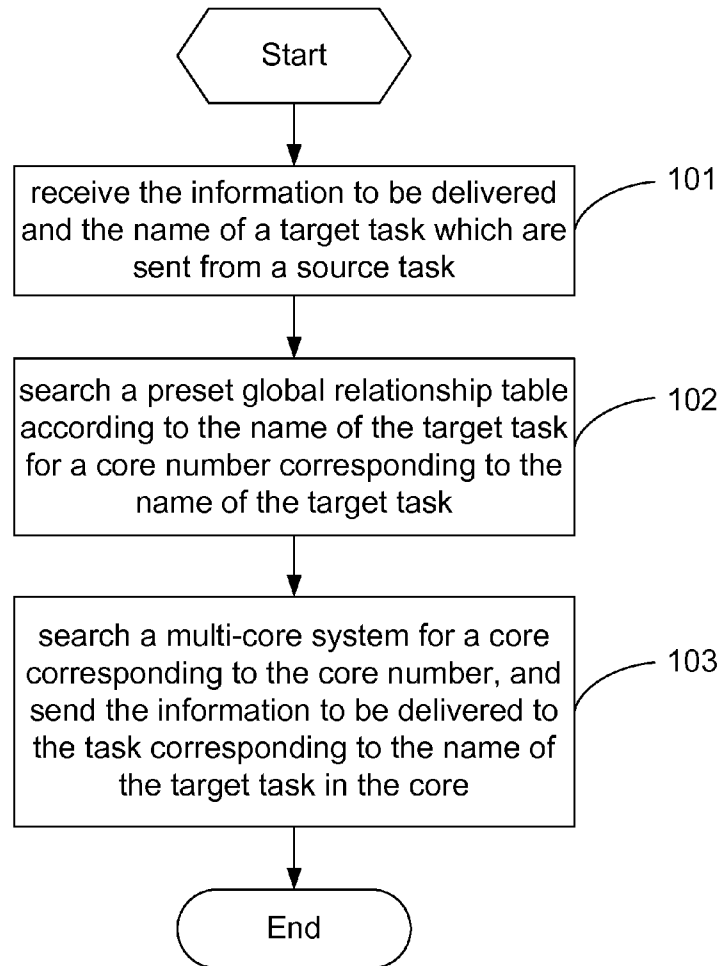 Start
receive the information to be delivered
and the name of a target task which are
sent from a source task
101
search a preset global relationship table
according to the name of the target task
for a core number corresponding to the
name of the target task
102
search a multi-core system for a core
corresponding to the core number, and
send the information to be delivered to
the task corresponding to the name of
the target task in the core
103
End